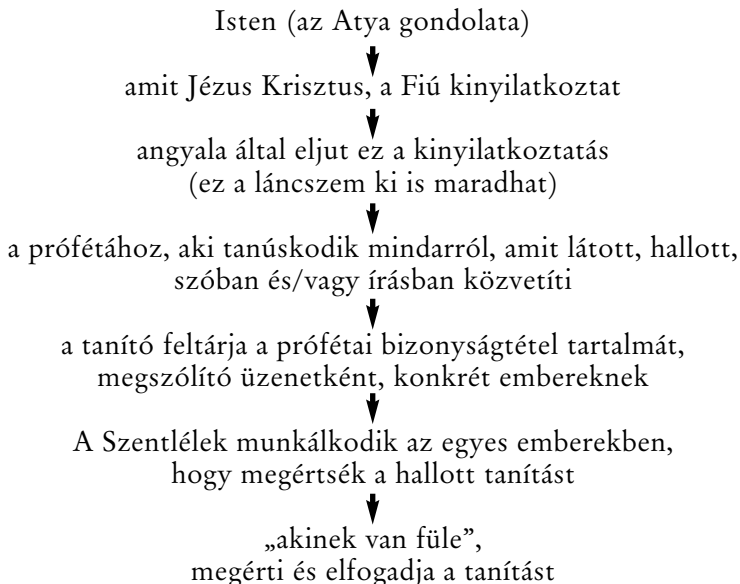 Isten (az Atya gondolata)
amit Jézus Krisztus, a Fiú kinyilatkoztat
angyala által eljut ez a kinyilatkoztatás
(ez a láncszem ki is maradhat)
a prófétához, aki tanúskodik mindarról, amit látott, hallott,
szóban és/vagy írásban közvetíti
a tanító feltárja a prófétai bizonyságtétel tartalmát,
megszólító üzenetként, konkrét embereknek
A Szentlélek munkálkodik az egyes emberekben,
hogy megértsék a hallott tanítást
„akinek van füle”,
megérti és elfogadja a tanítást